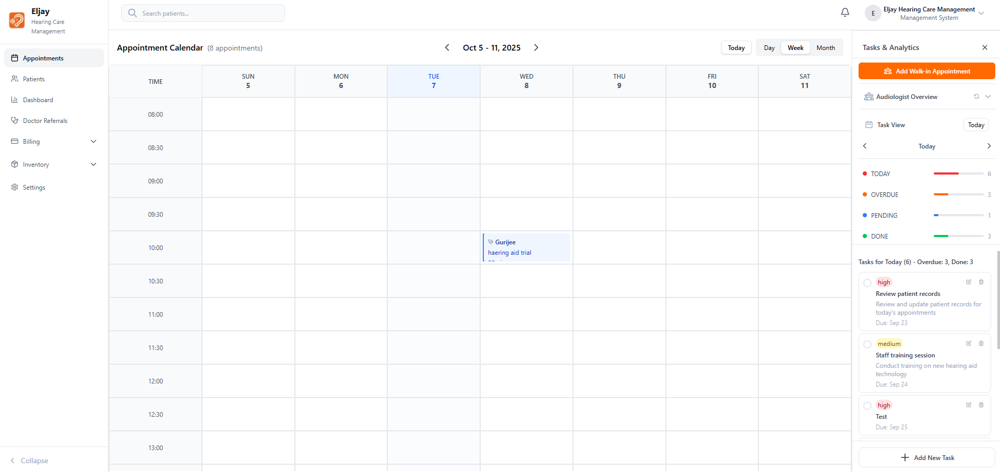 Eljay
Hearing Care
Management
Appointments
Patients
Dashboard
Doctor Referrals
Billing
Inventory
Settings
Collapse
Search patients...
E
Eljay Hearing Care Management
Management System
Appointment Calendar (8 appointments)
Oct 5 - 11, 2025
Today
Day
Week
Month
TIME
SUN
5
MON
6
TUE
7
WED
8
THU
9
FRI
10
SAT
11
08:00
08:30
09:00
09:30
10:00
Gurijee
haering aid trial
10:30
11:00
11:30
12:00
12:30
13:00
Tasks & Analytics
Add Walk-in Appointment
Audiologist Overview
Task View
Today
Today
TODAY 6
OVERDUE 3
PENDING 1
DONE 3
Tasks for Today (6) - Overdue: 3, Done: 3
high
Review patient records
Review and update patient records for
today's appointments
Due: Sep 23
medium
Staff training session
Conduct training on new hearing aid
technology
Due: Sep 24
high
Test
Due: Sep 25
Add New Task